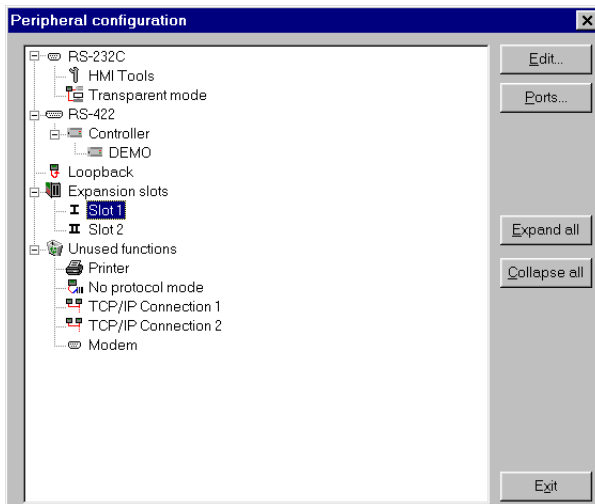 Peripheral configuration
RS-232C
HMI Tools
Transparent mode
RS-422
Controller
DEMO
Loopback
Expansion slots
I Slot 1
II Slot 2
Unused functions
Printer
No protocol mode
TCP/IP Connection 1
TCP/IP Connection 2
Modem
Edit...
Ports...
Expand all
Collapse all
Exit